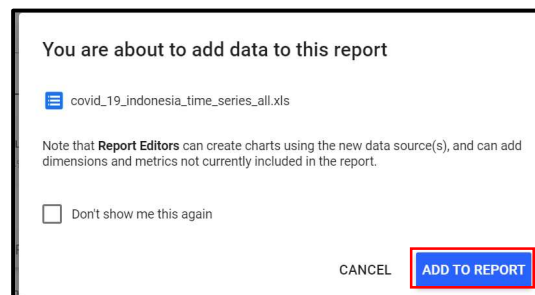 You are about to add data to this report
covid_19_indonesia_time_series_all.xls
Note that Report Editors can create charts using the new data source(s), and can add
dimensions and metrics not currently included in the report.
Don't show me this again
CANCEL ADD TO REPORT